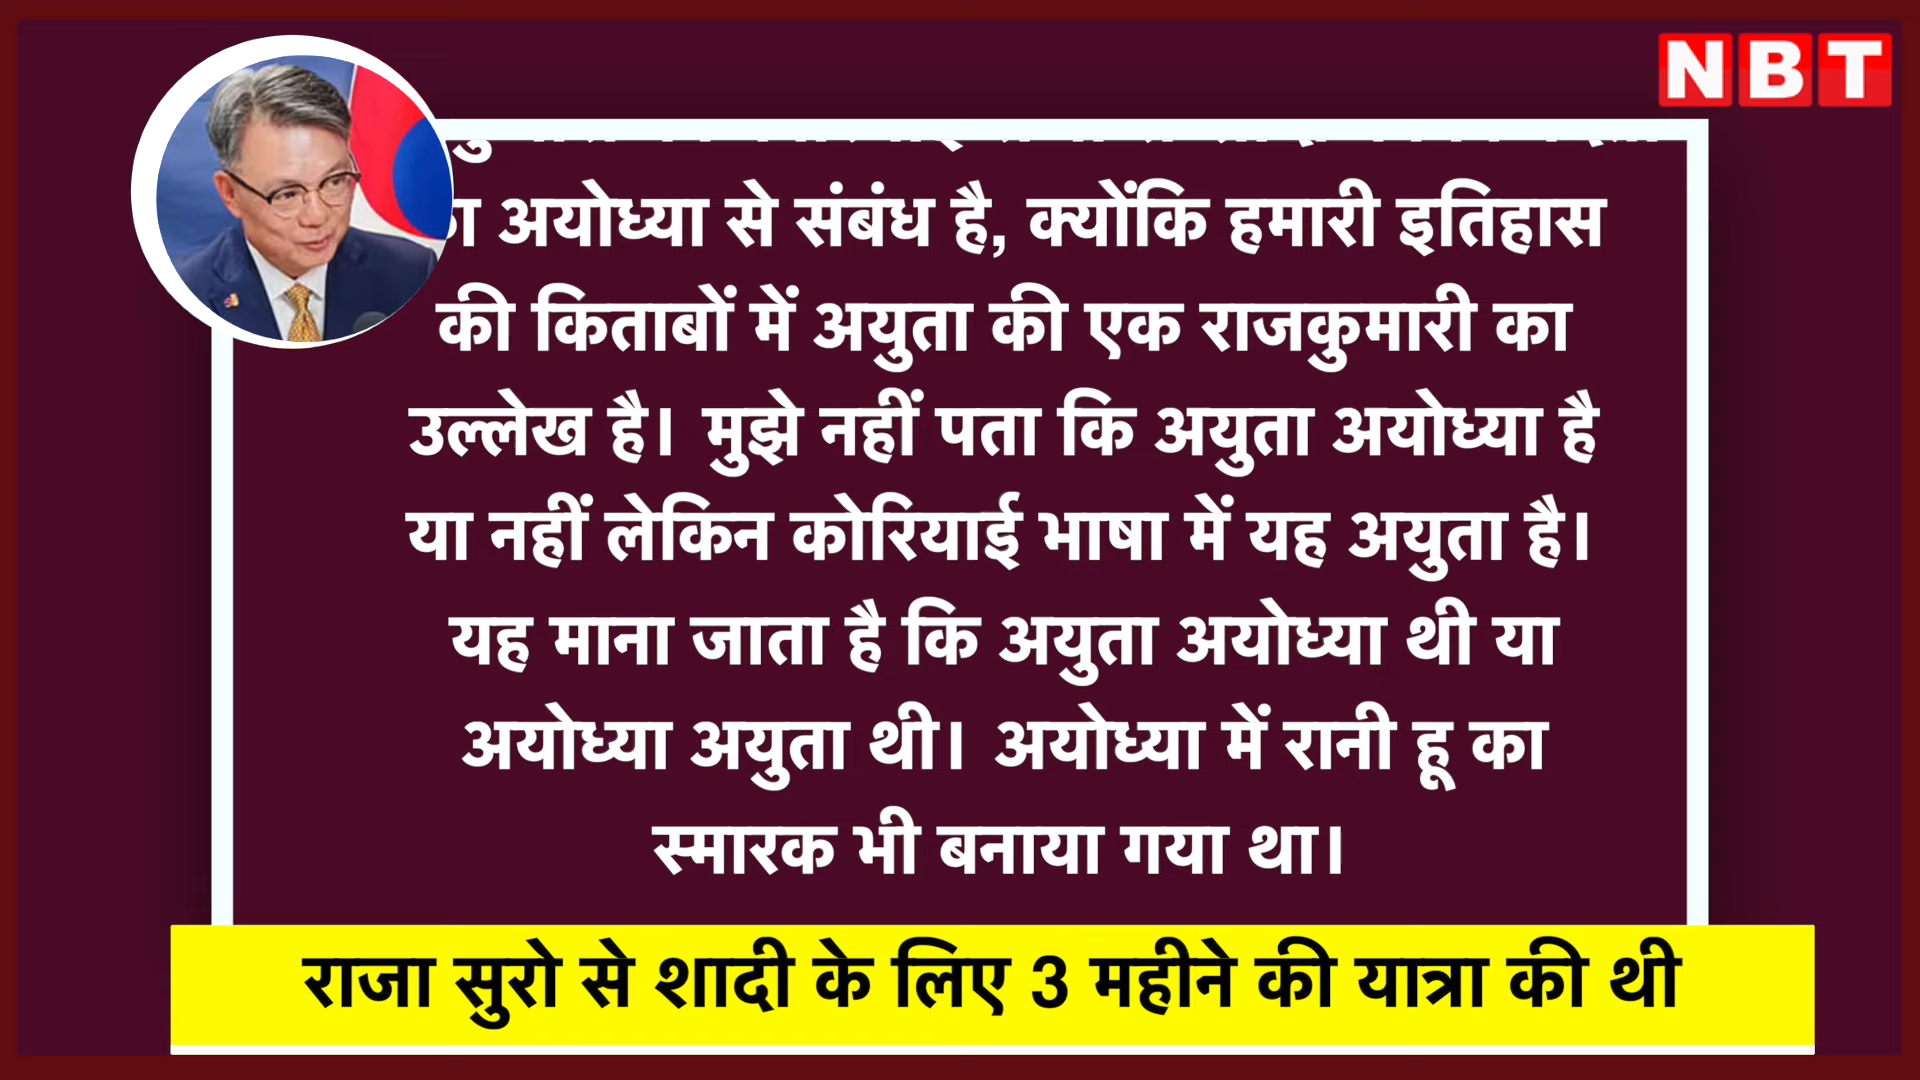 NBT
अयोध्या से संबंध है, क्योंकि हमारी इतिहास
की किताबों में अयुता की एक राजकुमारी का
उल्लेख है। मुझे नहीं पता कि अयुता अयोध्या है
या नहीं लेकिन कोरियाई भाषा में यह अयुता है।
यह माना जाता है कि अयुता अयोध्या थी या
अयोध्या अयुता थी। अयोध्या में रानी हू का
स्मारक भी बनाया गया था।
राजा सुरो से शादी के लिए 3 महीने की यात्रा की थी